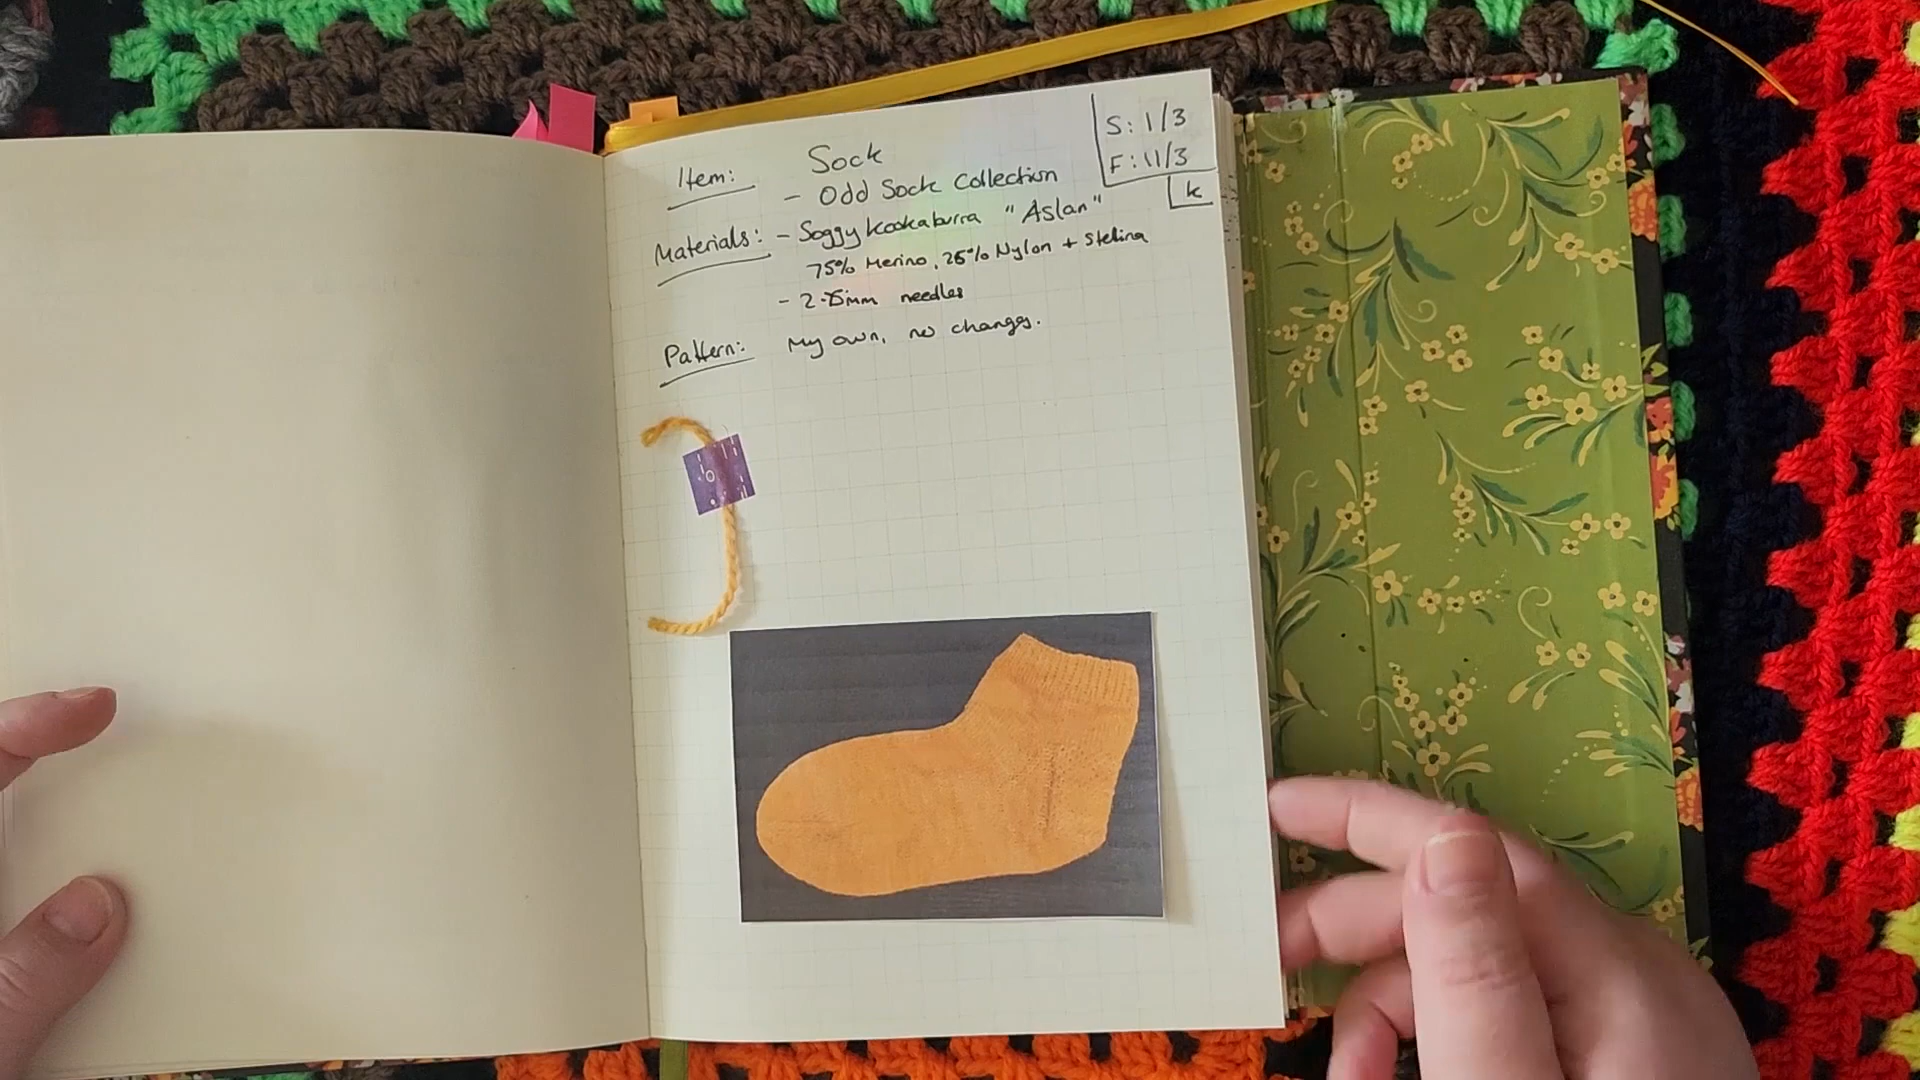 Item: Sock
- Odd Sock Collection
S: 1/3
F: 11/3
k
Materials: - Soggy Kookaburra "Aslan"
75% Merino, 25% Nylon + Stellina
- 2.25mm needles
Pattern: My own, no changes.